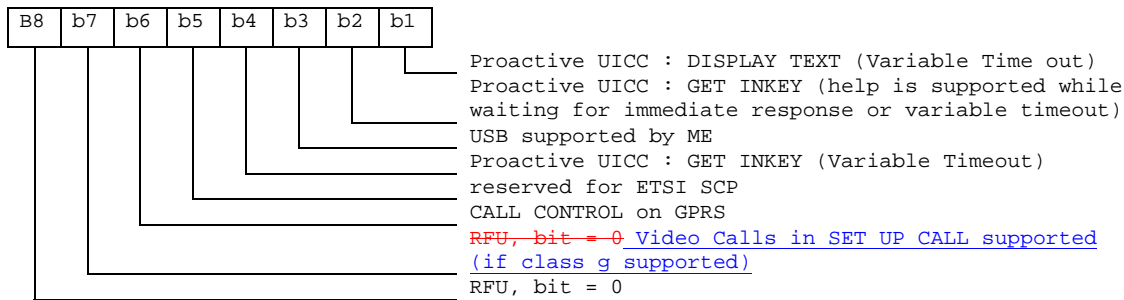 B8 b7 b6 b5 b4 b3 b2 b1
Proactive UICC : DISPLAY TEXT (Variable Time out)
Proactive UICC : GET INKEY (help is supported while
waiting for immediate response or variable timeout)
USB supported by ME
Proactive UICC : GET INKEY (Variable Timeout)
reserved for ETSI SCP
CALL CONTROL on GPRS
RFU, bit = 0 Video Calls in SET UP CALL supported
(if class g supported)
RFU, bit = 0